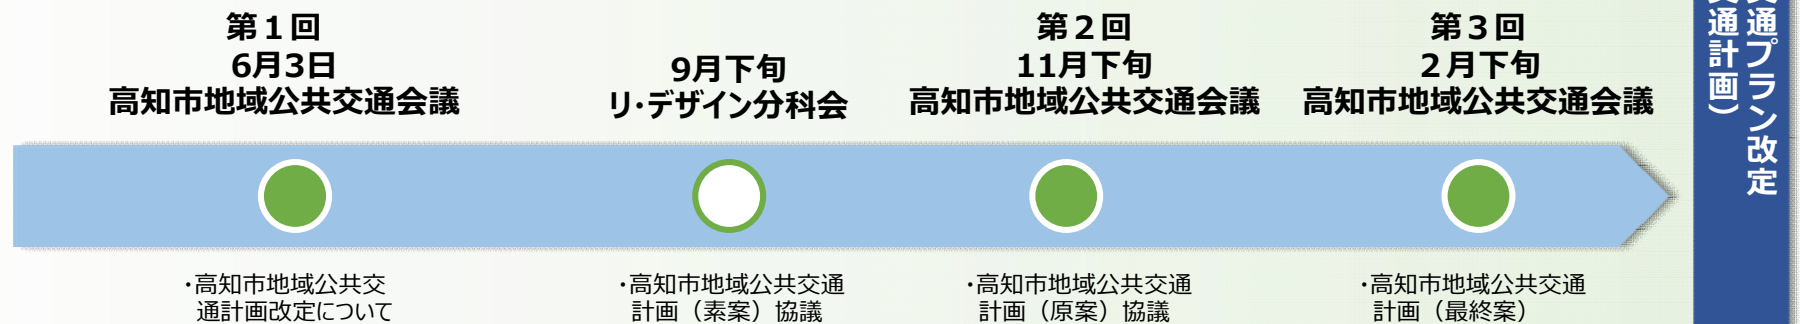 第１回
6月3日
高知市地域公共交通会議
9月下旬
リ・デザイン分科会
第２回
11月下旬
高知市地域公共交通会議
第３回
２月下旬
高知市地域公共交通会議
・高知市地域公共交
通計画改定について
・高知市地域公共交通
計画（素案）協議
・高知市地域公共交通
計画（原案）協議
・高知市地域公共交通
計画（最終案）
通プラン改定
通計画）